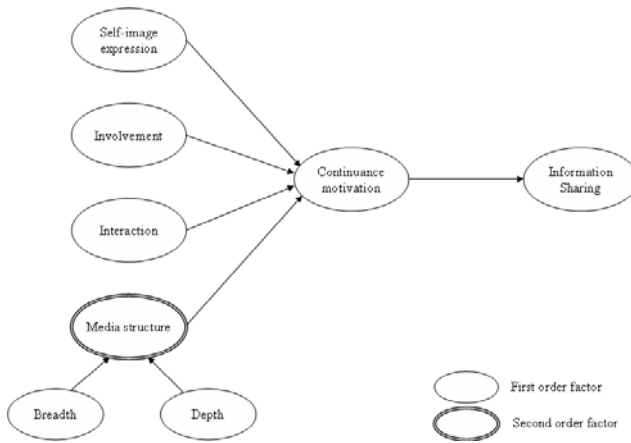 Self-image
expression
Involvement
Continuance
motivation
Information
Sharing
Interaction
Media structure
Breadth
Depth
First order factor
Second order factor